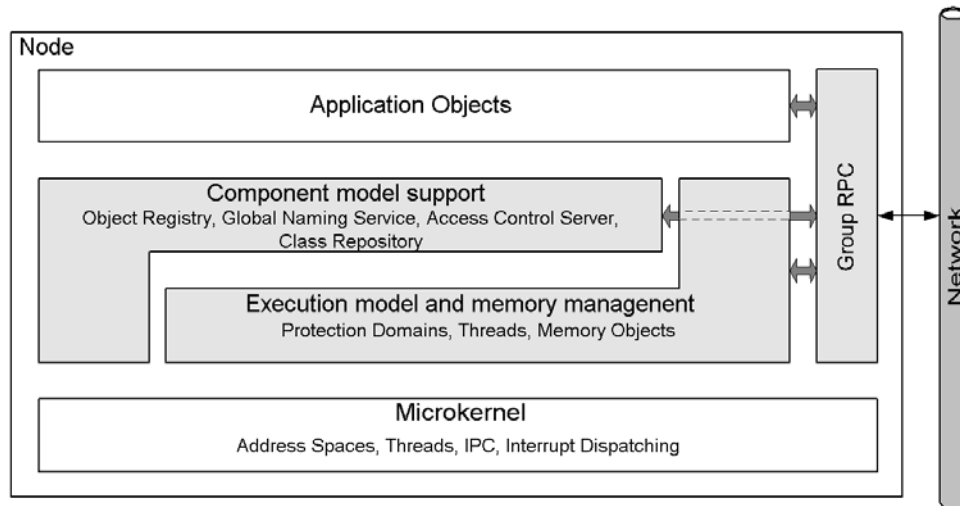 Node
Application Objects
Component model support
Object Registry, Global Naming Service, Access Control Server,
Class Repository
Execution model and memory managenent
Protection Domains, Threads, Memory Objects
Group RPC
Network
Microkernel
Address Spaces, Threads, IPC, Interrupt Dispatching